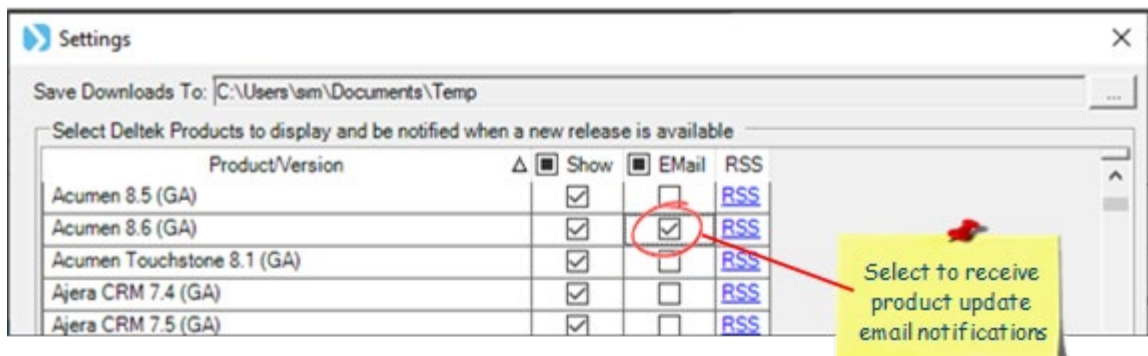 Settings
Save Downloads To: C:\Users\sm\Documents\Temp ...
Select Deltek Products to display and be notified when a new release is available
Product/Version Show EMail RSS
Acumen 8.5 (GA) RSS
Acumen 8.6 (GA) RSS
Acumen Touchstone 8.1 (GA) RSS
Ajera CRM 7.4 (GA) RSS
Ajera CRM 7.5 (GA) RSS
Select to receive
product update
email notifications